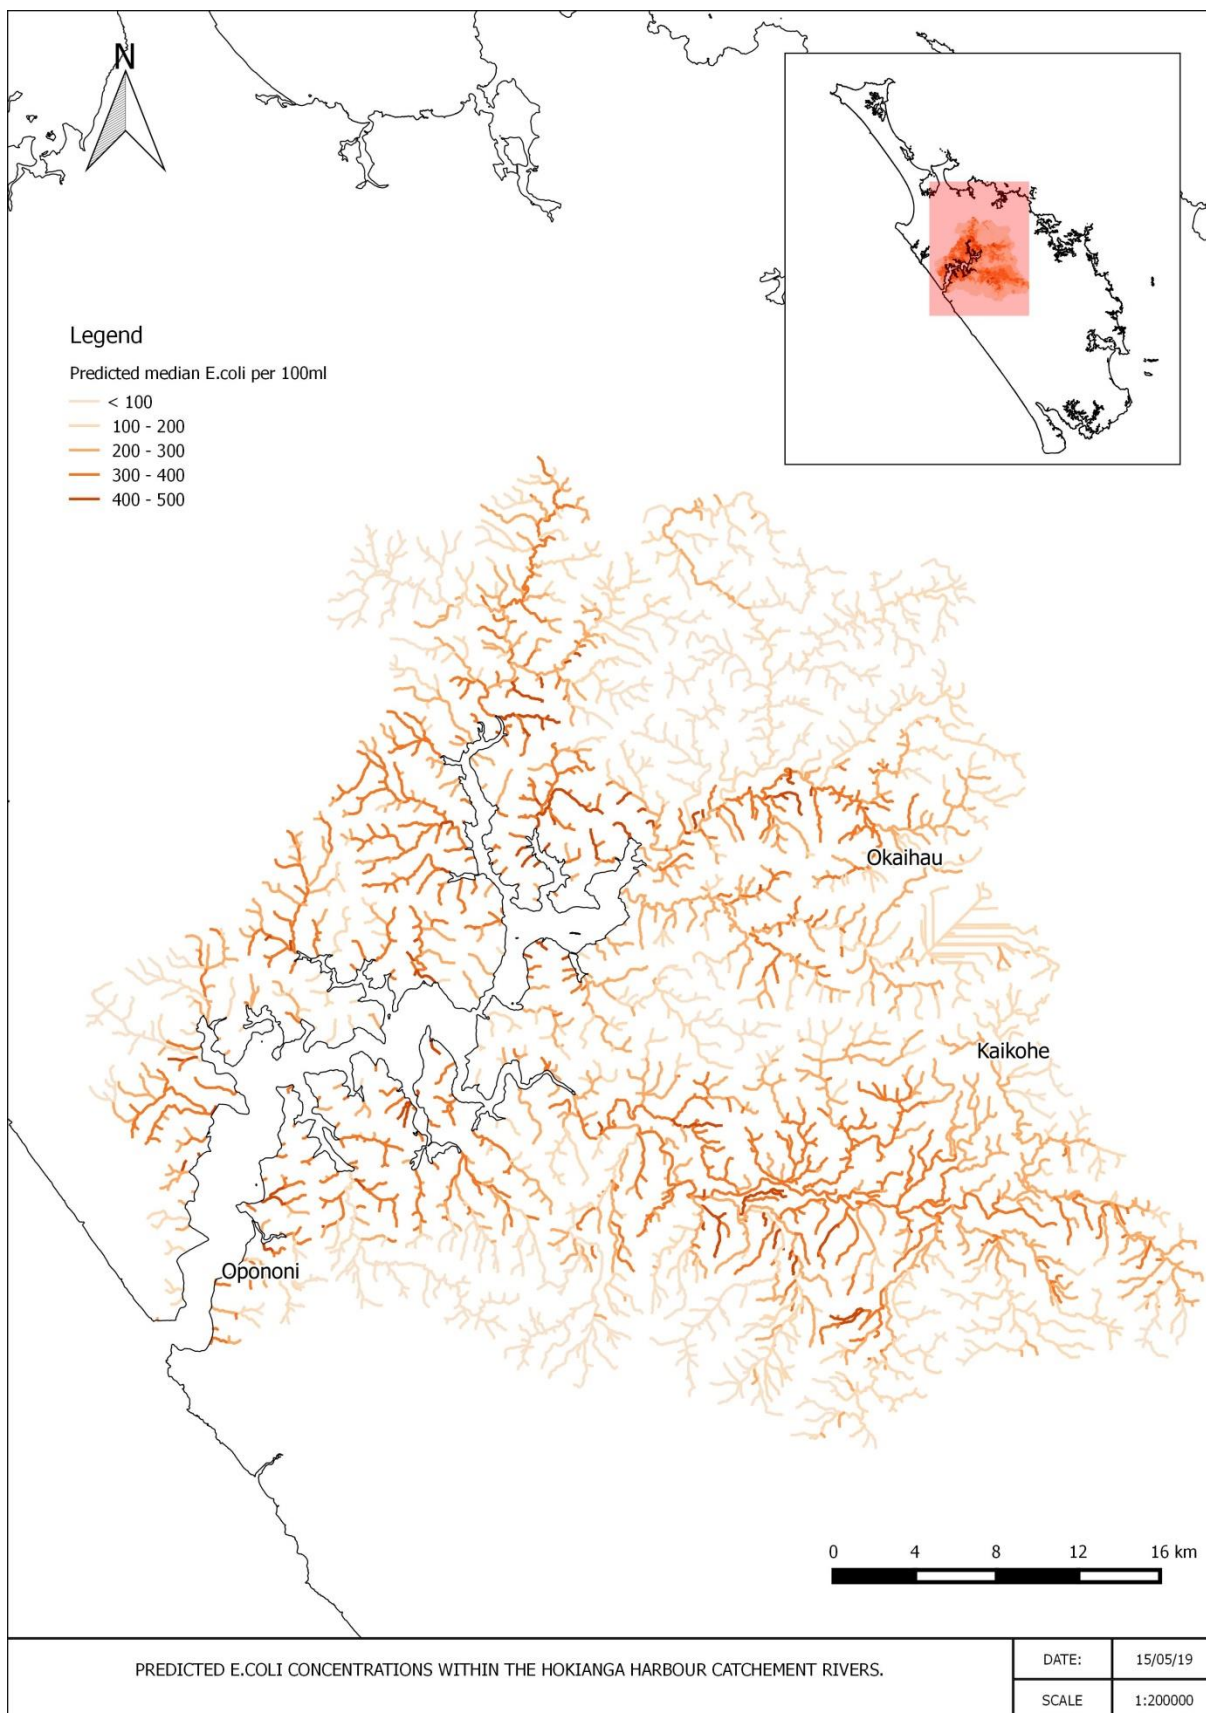 N
Legend
Predicted median E.coli per 100ml
< 100
100 - 200
200 - 300
300 - 400
400 - 500
Okaihau
Kaikohe
Opononi
0 4 8 12 16 km
PREDICTED E.COLI CONCENTRATIONS WITHIN THE HOKIANGA HARBOUR CATCHEMENT RIVERS.
DATE: 15/05/19
SCALE 1:200000